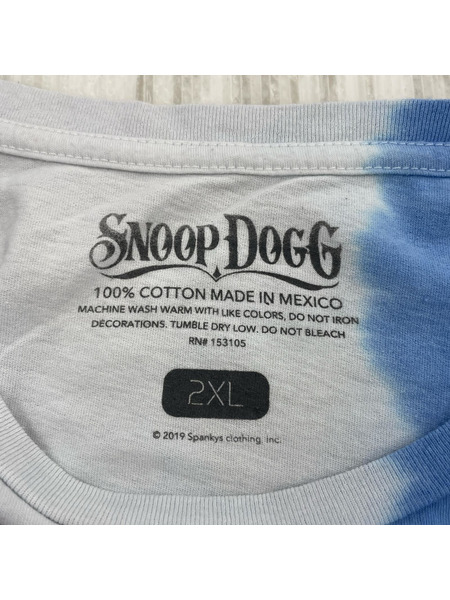 SNOOP DOGG
100% COTTON MADE IN MEXICO
MACHINE WASH WARM WITH LIKE COLORS, DO NOT IRON
DECORATIONS. TUMBLE DRY LOW. DO NOT BLEACH
RN# 153105
2XL
© 2019 Spankys clothing, inc.